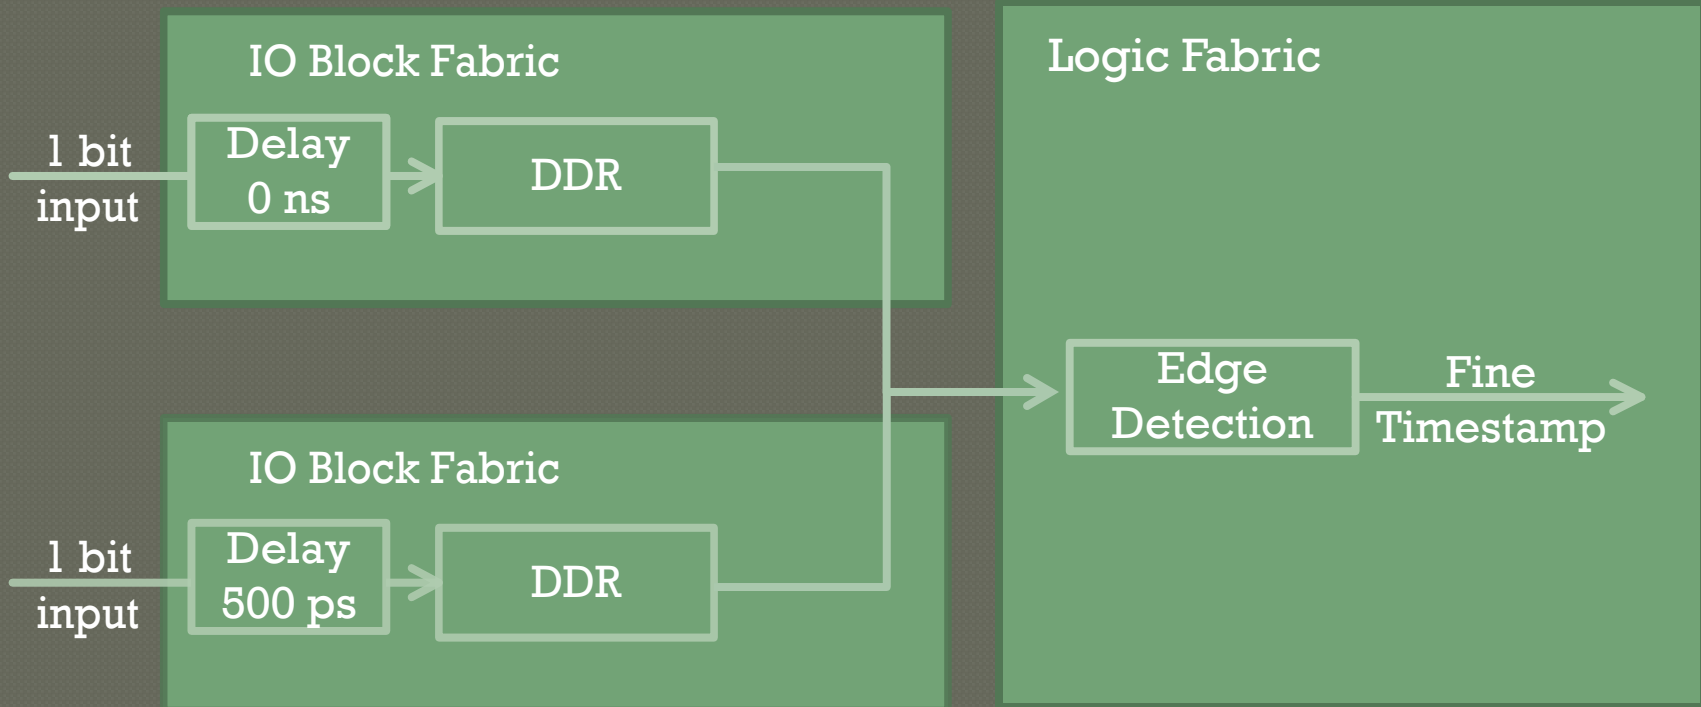 IO Block Fabric
1 bit
input
Delay
0 ns
DDR
IO Block Fabric
1 bit
input
Delay
500 ps
DDR
Logic Fabric
Edge
Detection
Fine
Timestamp